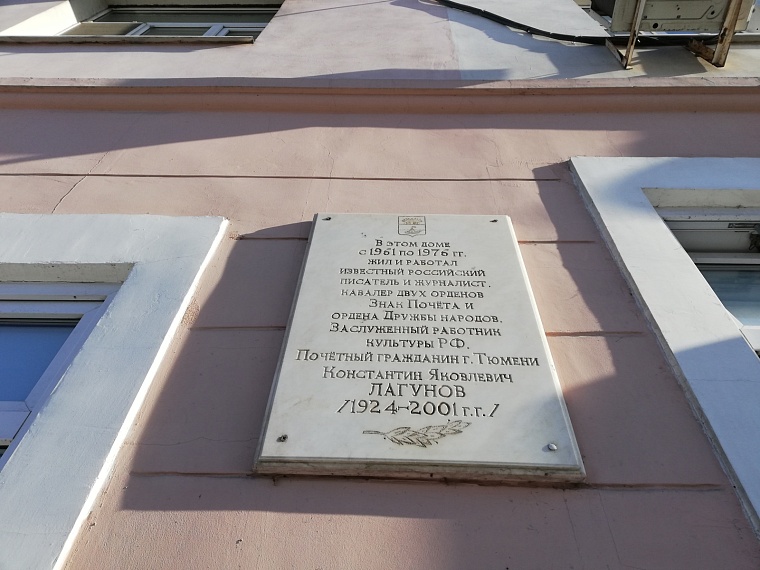 В этом доме
с 1961 по 1976 гг.
жил и работал
известный российский
писатель и журналист,
кавалер двух орденов
Знак Почёта и
ордена Дружбы народов,
Заслуженный работник
культуры РФ,
Почётный гражданин г. Тюмени
Константин Яковлевич
ЛАГУНОВ
/1924–2001 г.г./